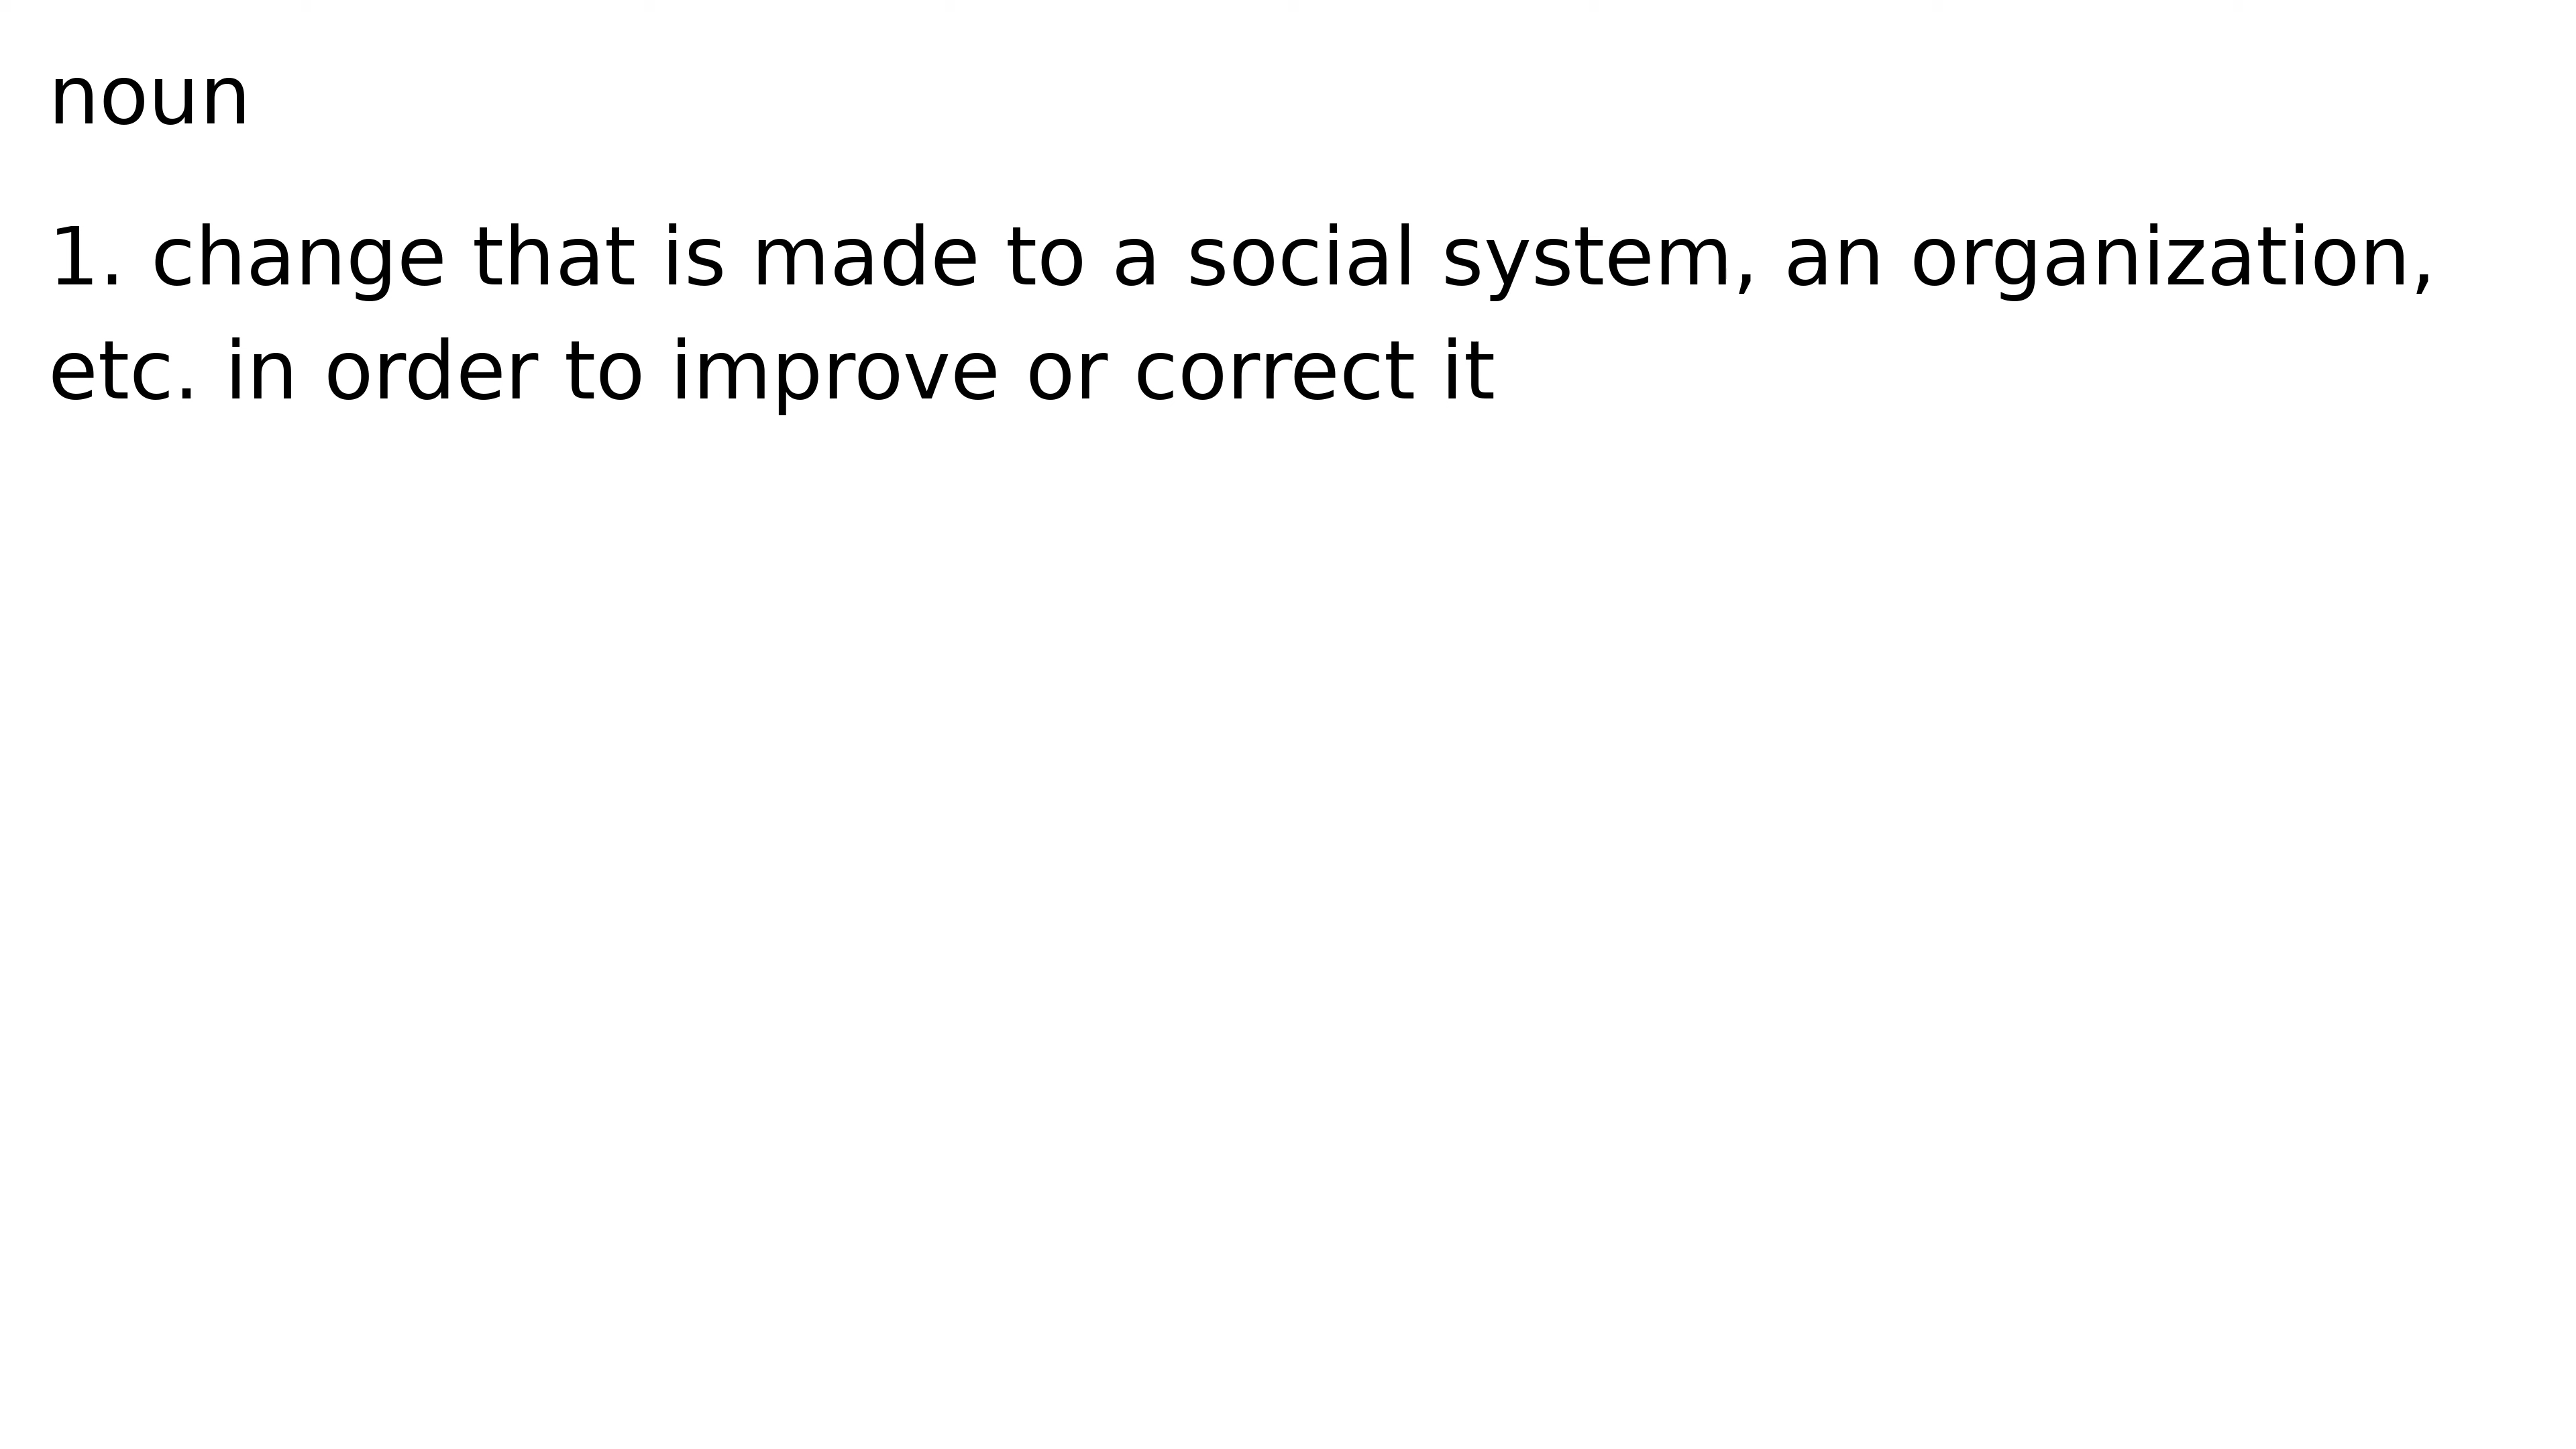 noun
1. change that is made to a social system, an organization,
etc. in order to improve or correct it